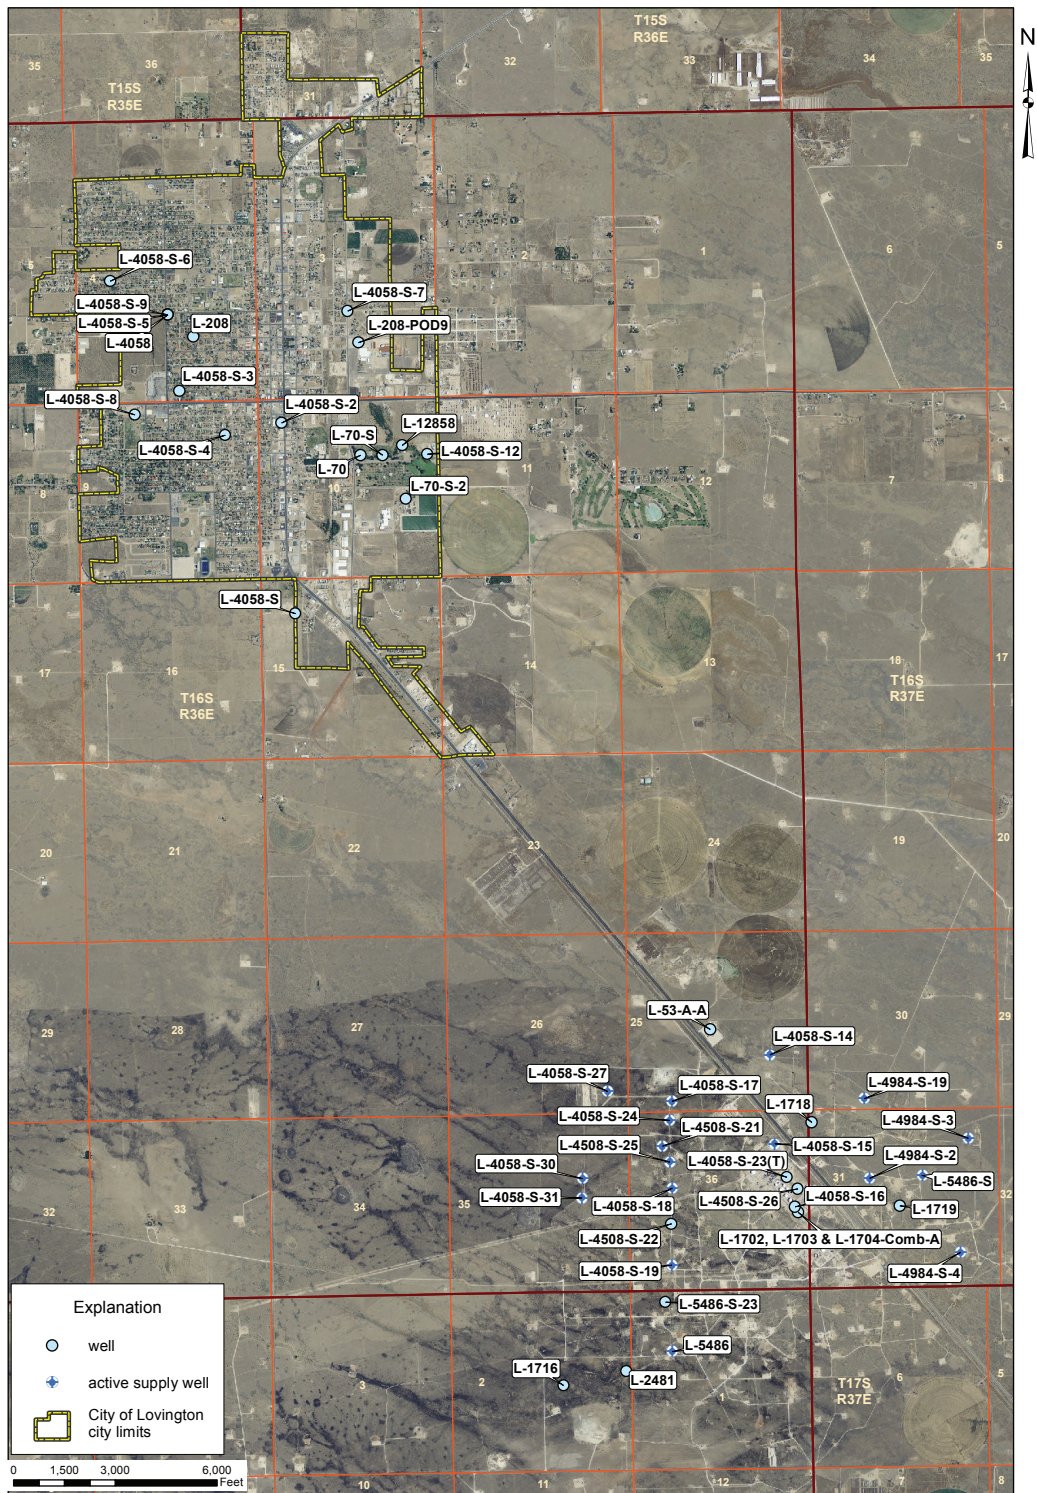 T15S
R36E
N
35
36
32
33
34
35
T15S
R35E
31
5
4
3
2
1
6
5
L-4058-S-6
L-4058-S-9
L-4058-S-5
L-4058
L-208
L-4058-S-7
L-208-POD9
L-4058-S-3
L-4058-S-8
L-4058-S-2
L-4058-S-4
L-12858
L-70-S
L-70
L-4058-S-12
L-70-S-2
8
9
10
11
12
7
8
L-4058-S
17
16
15
14
13
18
17
T16S
R36E
T16S
R37E
20
21
22
23
24
19
20
29
28
27
26
25
30
29
L-53-A-A
L-4058-S-14
L-4058-S-27
L-4058-S-17
L-4984-S-19
L-4058-S-24
L-1718
L-4508-S-21
L-4984-S-3
L-4508-S-25
L-4058-S-15
L-4058-S-23(T)
L-4984-S-2
L-4058-S-30
L-5486-S
L-4058-S-31
L-4058-S-18
L-4508-S-26
L-4058-S-16
L-1719
L-4508-S-22
L-1702, L-1703 & L-1704-Comb-A
L-4058-S-19
L-4984-S-4
32
33
34
35
36
31
32
L-5486-S-23
L-5486
L-1716
L-2481
3
2
1
6
5
T17S
R37E
10
11
12
7
8
Explanation
well
active supply well
City of Lovington
city limits
0 1,500 3,000 6,000
Feet